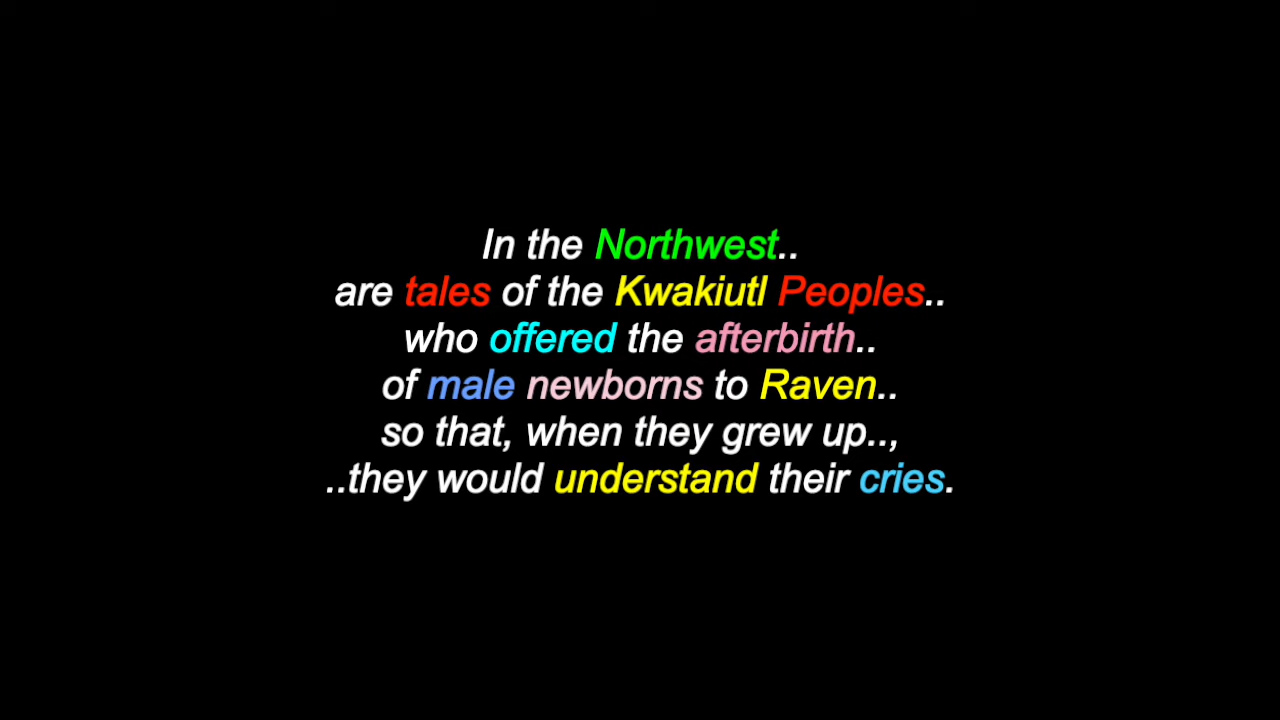 In the Northwest..
are tales of the Kwakiutl Peoples..
who offered the afterbirth..
of male newborns to Raven..
so that, when they grew up..,
..they would understand their cries.